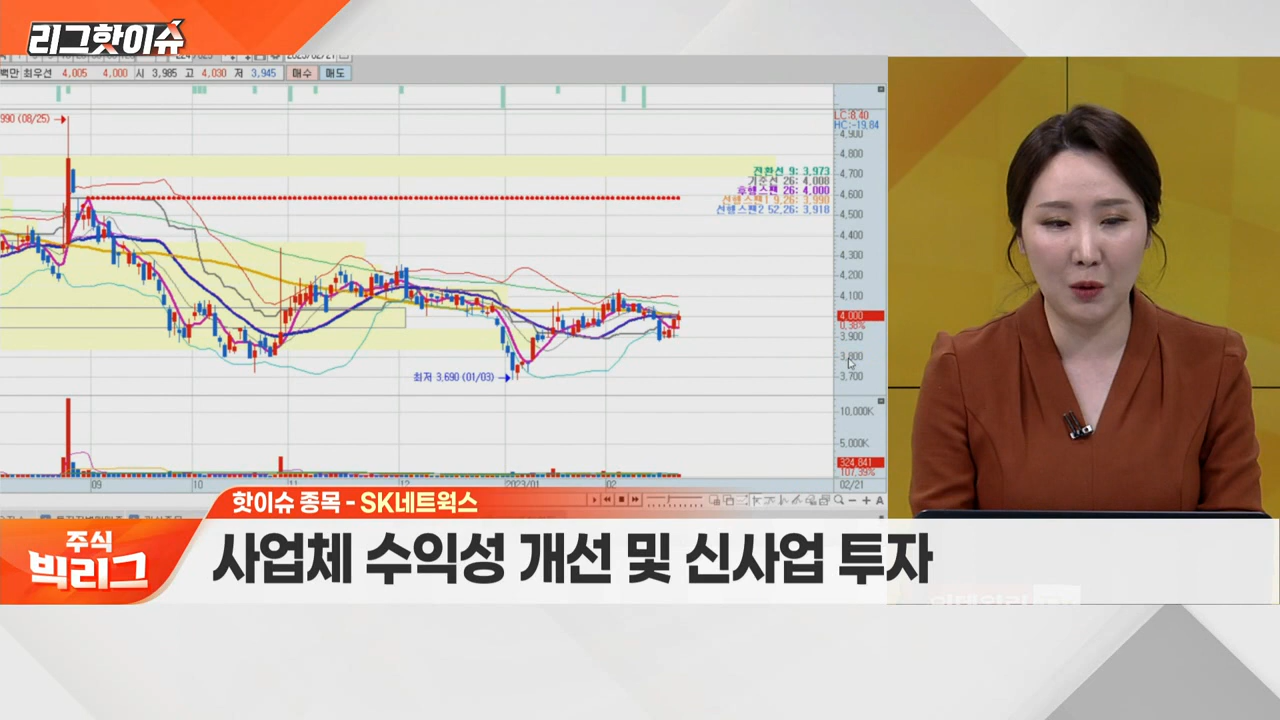 리그핫이슈
백만 최우선 4,005 4,000 시 3,985 고 4,030 저 3,945 매수 매도
990 (08/25)
LC:8.40
HC:-19.84
4,900
4,800
4,700
4,600
4,500
4,400
4,300
4,200
4,100
4,000
0.38%
3,900
3,800
3,700
전환선 9: 3,973
기준선 26: 4,008
후행스팬 26: 4,000
선행스팬1 9,26: 3,990
선행스팬2 52,26: 3,918
최저 3,690 (01/03)
10,000K
5,000K
324,841
107.39%
09 10 11 12 2023/01 02 02/21
핫이슈 종목 - SK네트웍스
주식
빅리그
사업체 수익성 개선 및 신사업 투자